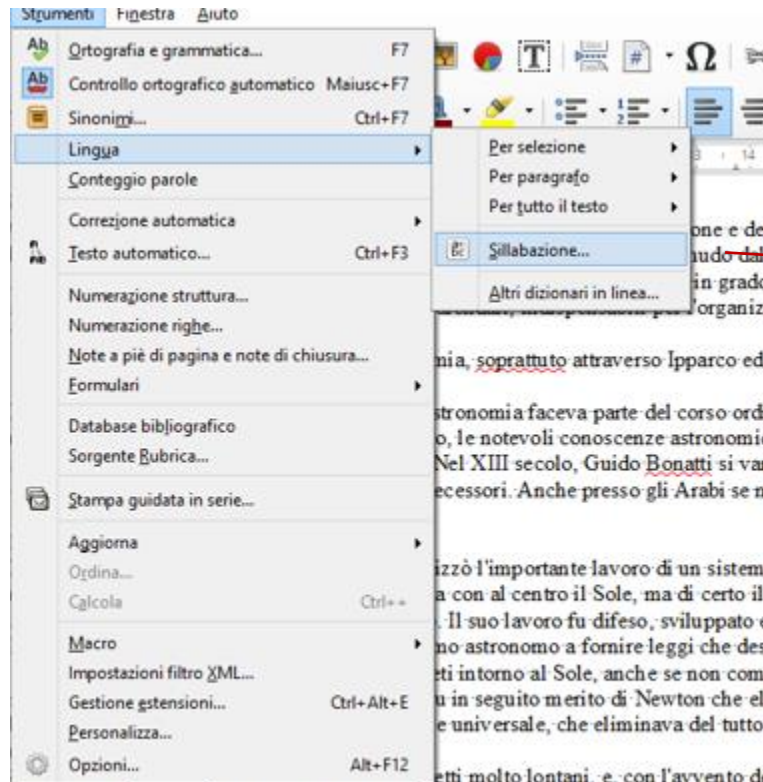 Strumenti Finestra Aiuto
Ortografia e grammatica... F7
Controllo ortografico automatico Maiusc+F7
Sinonimi... Ctrl+F7
Lingua
Conteggio parole
Correzione automatica
Testo automatico... Ctrl+F3
Numerazione struttura...
Numerazione righe...
Note a piè di pagina e note di chiusura...
Formulari
Database bibliografico
Sorgente Rubrica...
Stampa guidata in serie...
Aggiorna
Ordina...
Calcola Ctrl++
Macro
Impostazioni filtro XML...
Gestione estensioni... Ctrl+Alt+E
Personalizza...
Opzioni... Alt+F12
Per selezione
Per paragrafo
Per tutto il testo
Sillabazione...
Altri dizionari in linea...
14
one e de
nudo dal
in grado
l'organiz
mia, soprattuto attraverso Ipparco ed
stronomia faceva parte del corso ord
o, le notevoli conoscenze astronomi
Nel XIII secolo, Guido Bonatti si va
ecessori. Anche presso gli Arabi se n
izzò l'importante lavoro di un sistem
a con al centro il Sole, ma di certo il
. Il suo lavoro fu difeso, sviluppato e
mo astronomo a fornire leggi che des
eti intorno al Sole, anche se non com
u in seguito merito di Newton che el
e universale, che eliminava del tutto
etti molto lontani, e, con l'avvento de